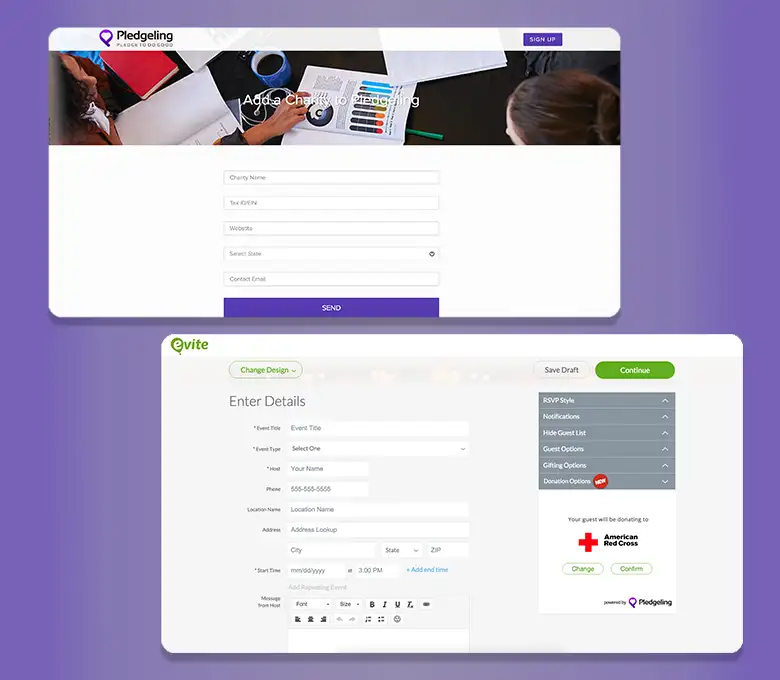 Pledgeling
PLEDGE TO DO GOOD
SIGN UP
Add a Charity to Pledgeling
Charity Name
Tax ID/EIN
Website
Select State
Contact Email
SEND
evite
Change Design
Save Draft
Continue
Enter Details
* Event Title
Event Title
* Event Type
Select One
* Host
Your Name
Phone
555-555-5555
Location Name
Location Name
Address
Address Lookup
City
State
ZIP
* Start Time
mm/dd/yyyy
at
3:00 PM
+ Add end time
Add Repeating Event
Message
from Host
Font
Size
B I U Tx
RSVP Style
Notifications
Hide Guest List
Guest Options
Gifting Options
Donation Options NEW
Your guest will be donating to
American
Red Cross
Change
Confirm
powered by Pledgeling